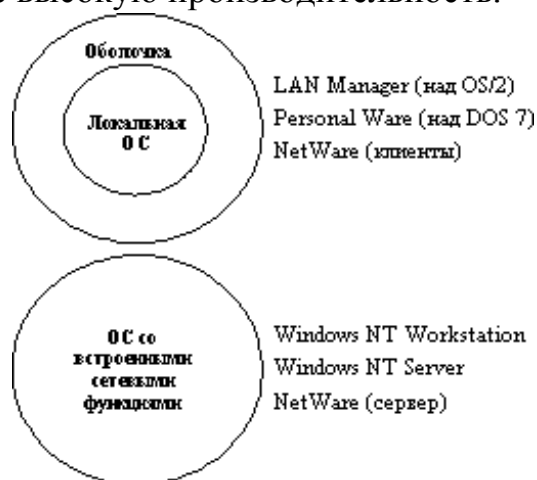 высокую производительность.
Оболочка
Локальная
ОС
LAN Manager (над OS/2)
Personal Ware (над DOS 7)
NetWare (клиенты)
ОС со
встроенными
сетевыми
функциями
Windows NT Workstation
Windows NT Server
NetWare (сервер)